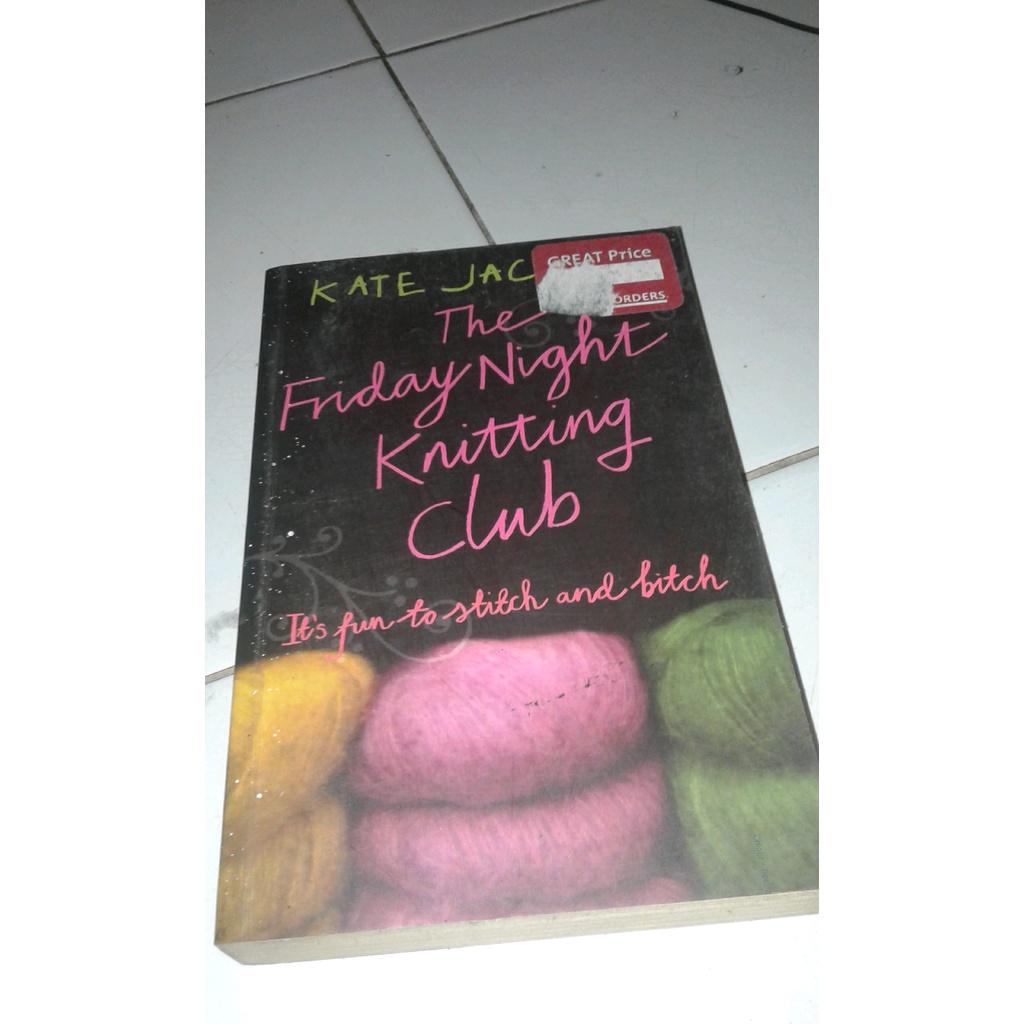 KATE JAC
GREAT Price
ORDERS
The
Friday Night
Knitting
Club
It's fun to stitch and bitch